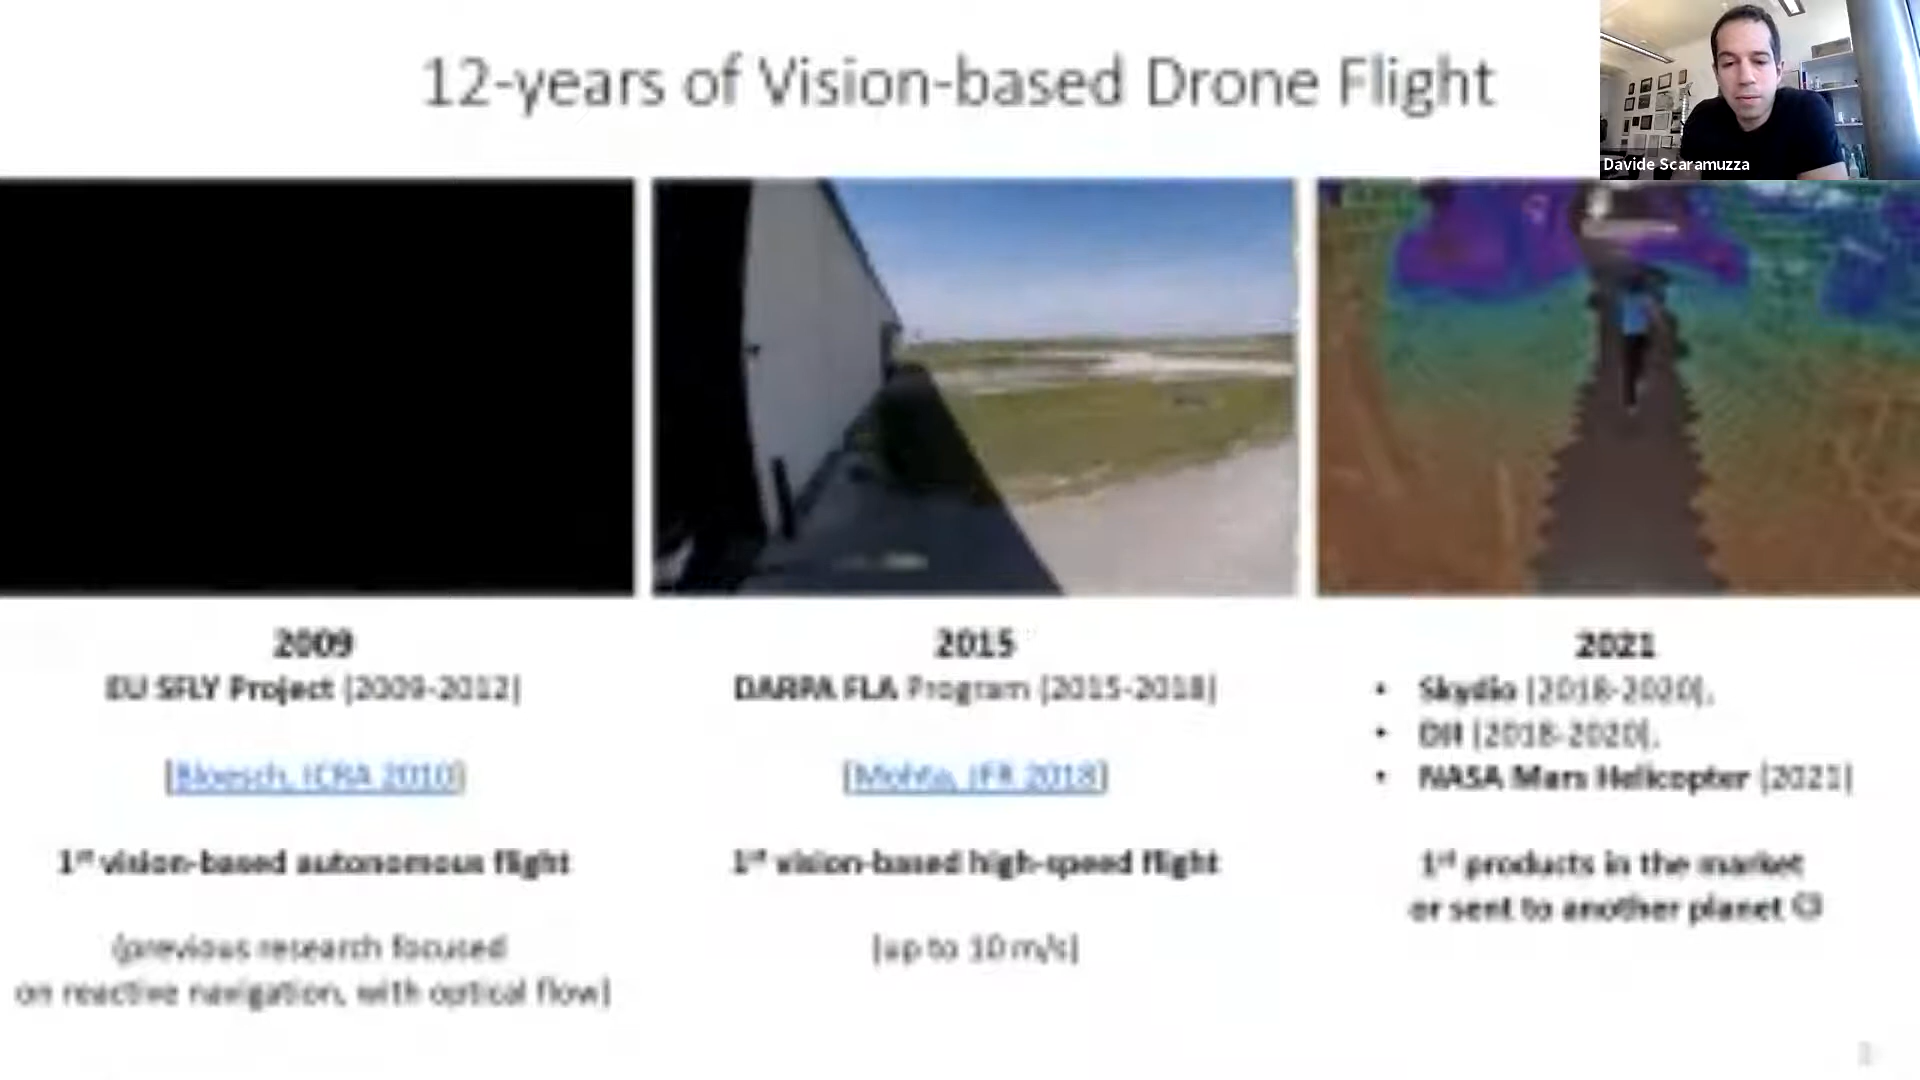 12-years of Vision-based Drone Flight
Davide Scaramuzza
2009
EU SFLY Project (2009-2012)
[Bloesch, ICRA 2010]
1st vision-based autonomous flight
(previous research focused
on reactive navigation, with optical flow)
2015
DARPA FLA Program (2015-2018)
[Mohta, JFR 2018]
1st vision-based high-speed flight
(up to 10 m/s)
2021
• Skydio (2018-2020),
• DJI (2018-2020),
• NASA Mars Helicopter (2021)
1st products in the market
or sent to another planet ☺